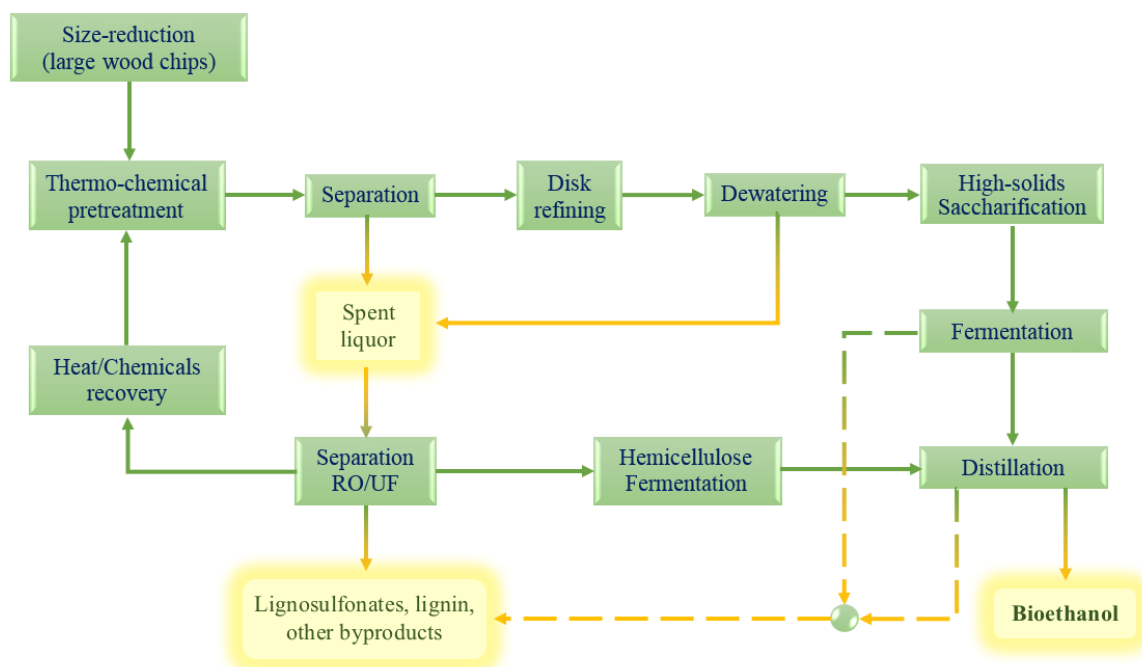 Size-reduction
(large wood chips)
Thermo-chemical
pretreatment
Separation
Disk
refining
Dewatering
High-solids
Saccharification
Spent
liquor
Fermentation
Heat/Chemicals
recovery
Separation
RO/UF
Hemicellulose
Fermentation
Distillation
Lignosulfonates, lignin,
other byproducts
Bioethanol